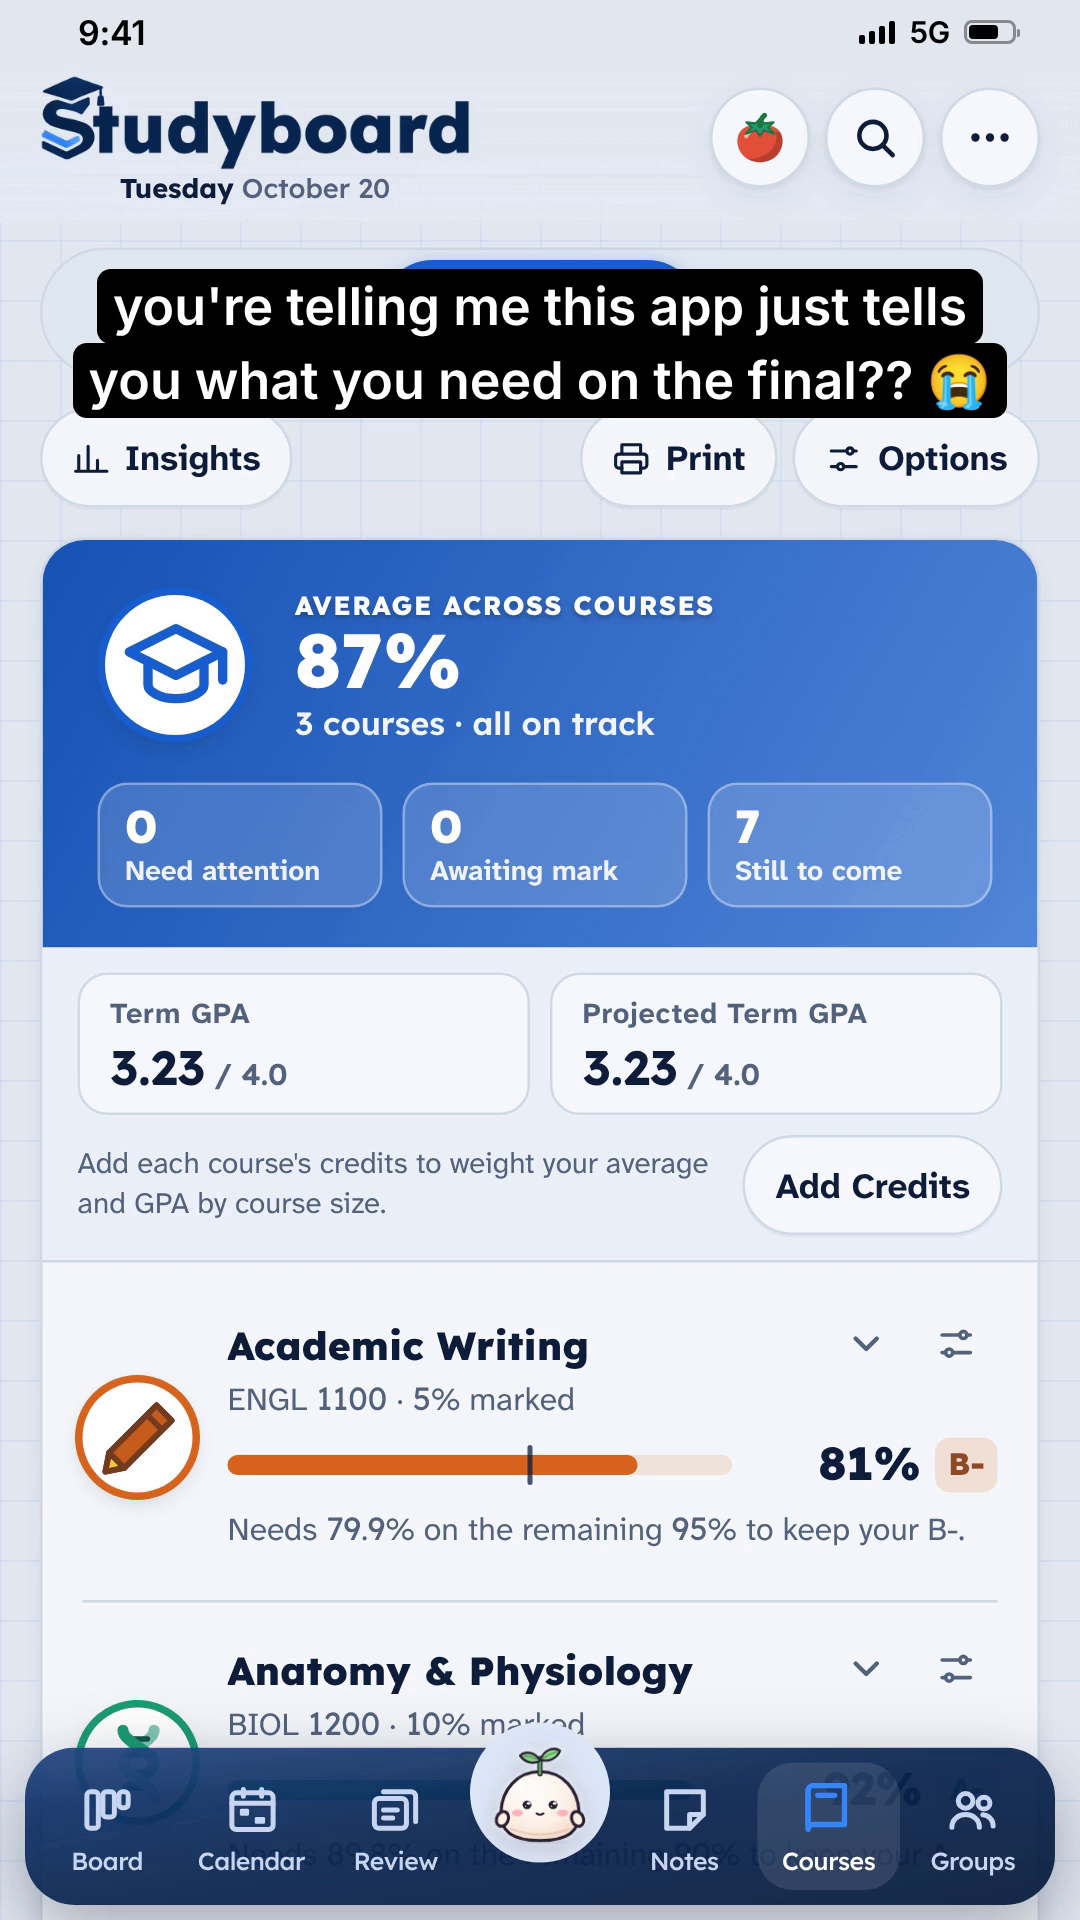 9:41
5G
Studyboard
Tuesday October 20
you're telling me this app just tells
you what you need on the final?? 😭
Insights
Print
Options
AVERAGE ACROSS COURSES
87%
3 courses · all on track
0
Need attention
0
Awaiting mark
7
Still to come
Term GPA
3.23 / 4.0
Projected Term GPA
3.23 / 4.0
Add each course's credits to weight your average
and GPA by course size.
Add Credits
Academic Writing
ENGL 1100 · 5% marked
81% B-
Needs 79.9% on the remaining 95% to keep your B-.
Anatomy & Physiology
BIOL 1200 · 10% marked
92%
Board
Calendar
Review
Notes
Courses
Groups